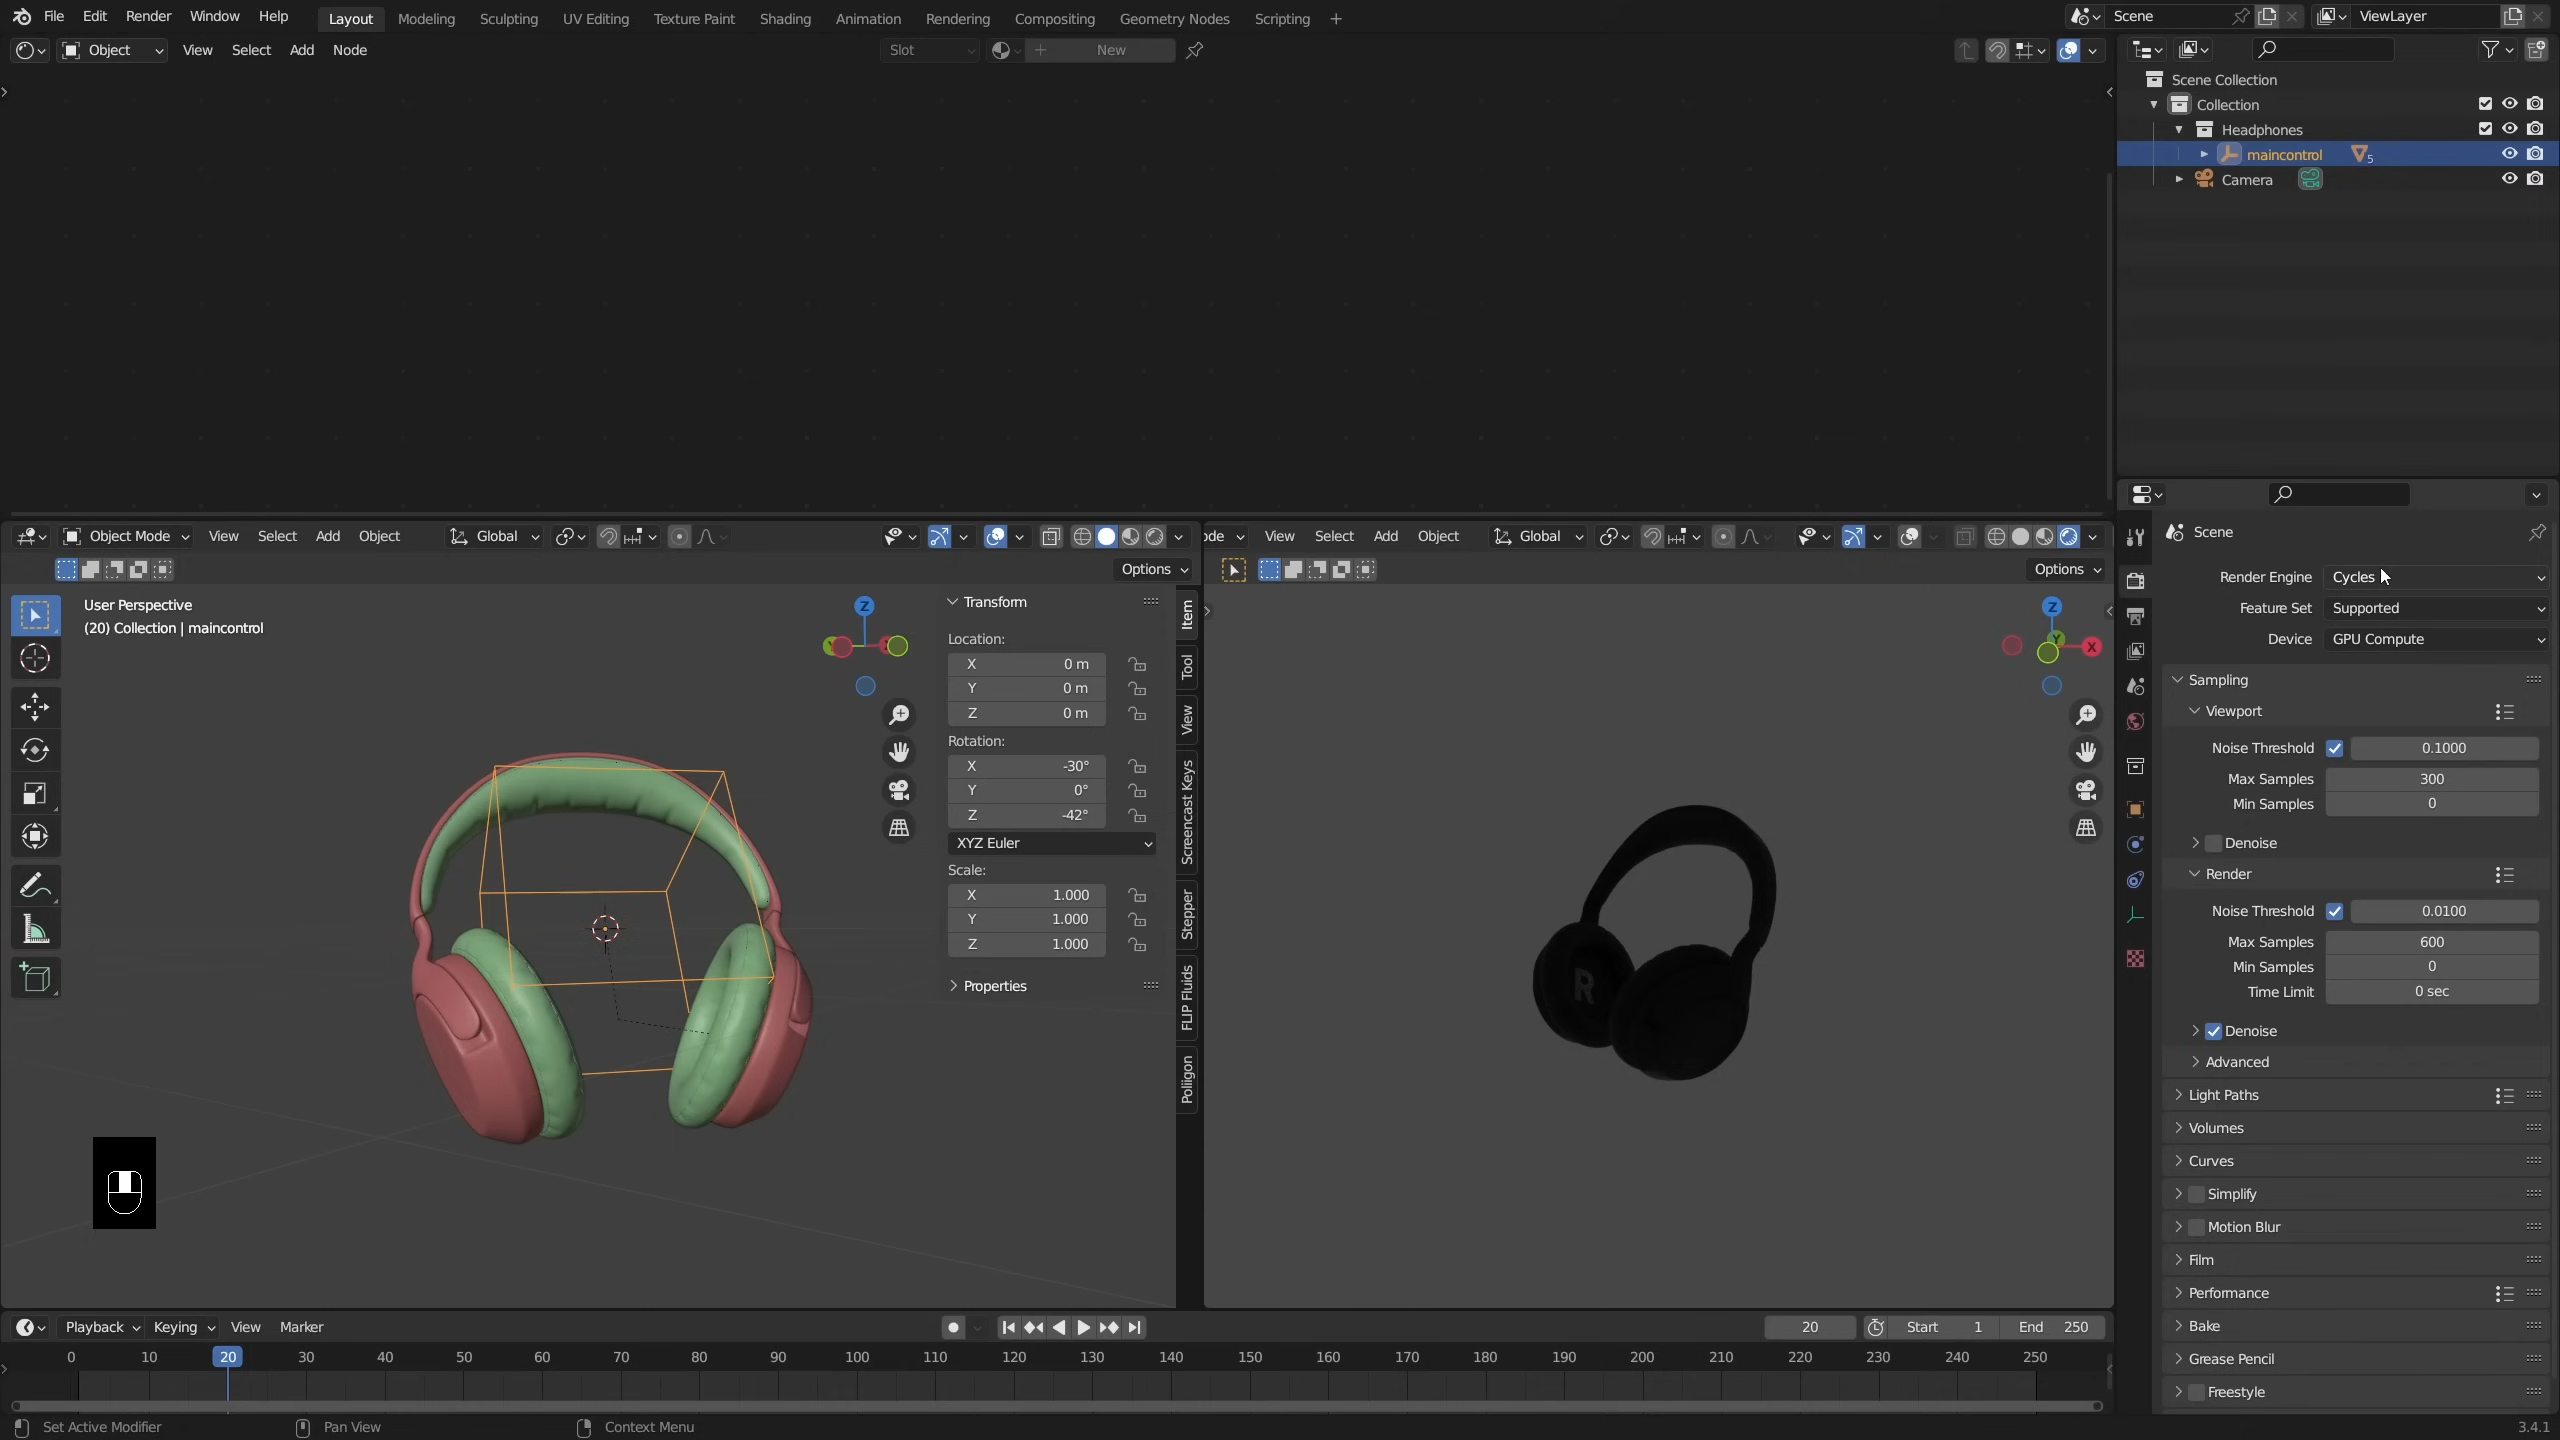 File Edit Render Window Help Layout Modeling Sculpting UV Editing Texture Paint Shading Animation Rendering Compositing Geometry Nodes Scripting + Scene ViewLayer
Object View Select Add Node Slot New
Scene Collection
Collection
Headphones
maincontrol 5
Camera
Object Mode View Select Add Object Global
Options
User Perspective
(20) Collection | maincontrol
Z
Transform
Location:
X 0 m
Y 0 m
Z 0 m
Rotation:
X -30°
Y 0°
Z -42°
XYZ Euler
Scale:
X 1.000
Y 1.000
Z 1.000
Properties
Item
Tool
View
Screencast Keys
Stepper
FLIP Fluids
Poliigon
ode View Select Add Object Global
Options
Z
Y
X
R
Scene
Render Engine Cycles
Feature Set Supported
Device GPU Compute
Sampling
Viewport
Noise Threshold 0.1000
Max Samples 300
Min Samples 0
Denoise
Render
Noise Threshold 0.0100
Max Samples 600
Min Samples 0
Time Limit 0 sec
Denoise
Advanced
Light Paths
Volumes
Curves
Simplify
Motion Blur
Film
Performance
Bake
Grease Pencil
Freestyle
Playback Keying View Marker 20 Start 1 End 250
0 10 20 30 40 50 60 70 80 90 100 110 120 130 140 150 160 170 180 190 200 210 220 230 240 250
Set Active Modifier Pan View Context Menu 3.4.1